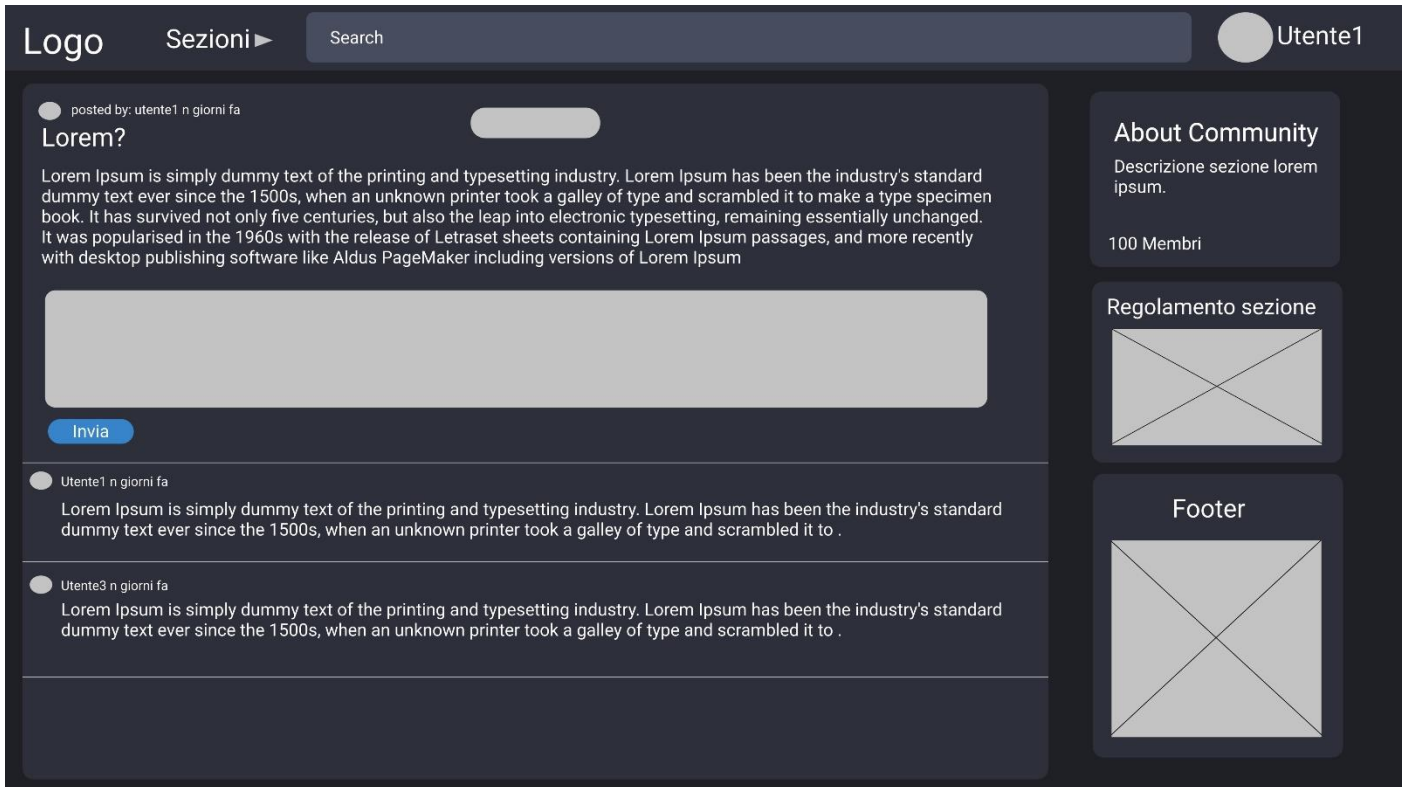 Logo
Sezioni
Search
Utente1
posted by: utente1 n giorni fa
Lorem?
Lorem Ipsum is simply dummy text of the printing and typesetting industry. Lorem Ipsum has been the industry's standard
dummy text ever since the 1500s, when an unknown printer took a galley of type and scrambled it to make a type specimen
book. It has survived not only five centuries, but also the leap into electronic typesetting, remaining essentially unchanged.
It was popularised in the 1960s with the release of Letraset sheets containing Lorem Ipsum passages, and more recently
with desktop publishing software like Aldus PageMaker including versions of Lorem Ipsum
Invia
Utente1 n giorni fa
Lorem Ipsum is simply dummy text of the printing and typesetting industry. Lorem Ipsum has been the industry's standard
dummy text ever since the 1500s, when an unknown printer took a galley of type and scrambled it to .
Utente3 n giorni fa
Lorem Ipsum is simply dummy text of the printing and typesetting industry. Lorem Ipsum has been the industry's standard
dummy text ever since the 1500s, when an unknown printer took a galley of type and scrambled it to .
About Community
Descrizione sezione lorem
ipsum.
100 Membri
Regolamento sezione
Footer